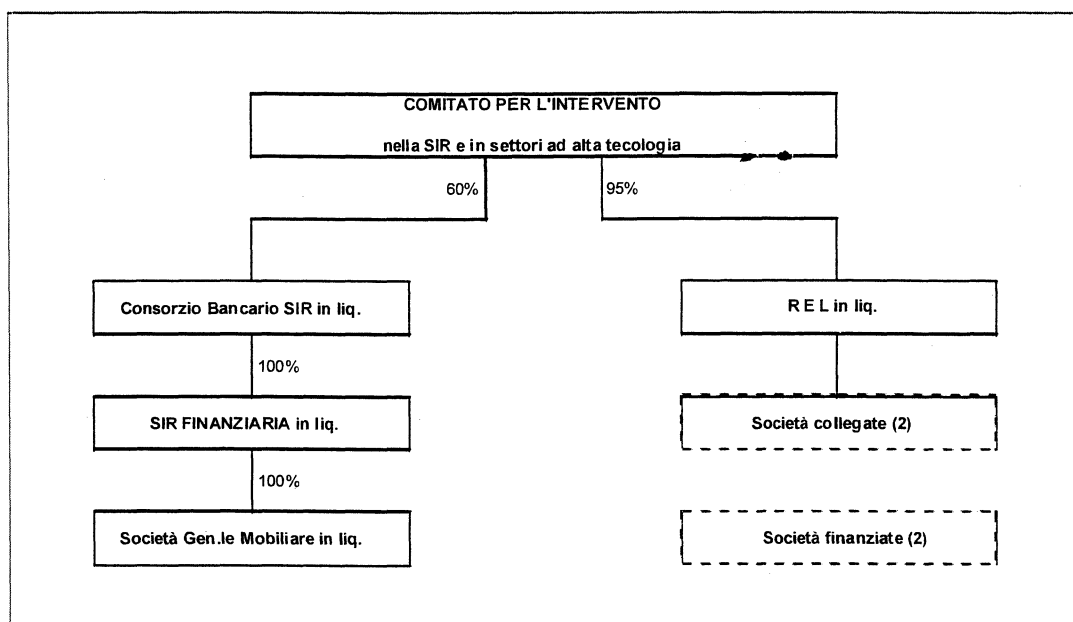 COMITATO PER L'INTERVENTO
nella SIR e in settori ad alta tecologia
60%
95%
Consorzio Bancario SIR in liq.
R E L in liq.
100%
SIR FINANZIARIA in liq.
Società collegate (2)
100%
Società Gen.le Mobiliare in liq.
Società finanziate (2)